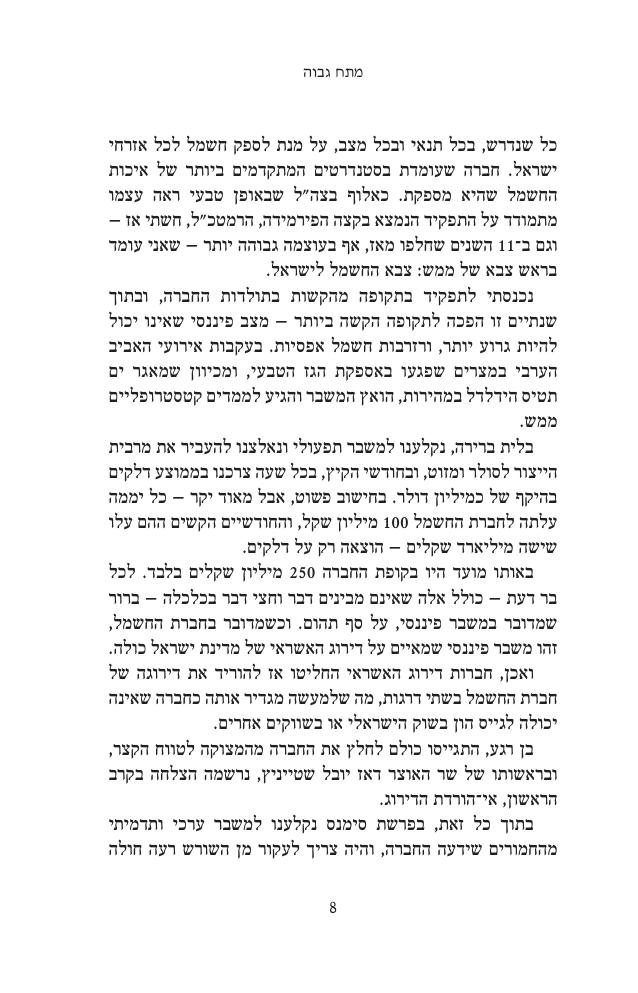 מתח גבוה
כל שנדרש, בכל תנאי ובכל מצב, על מנת לספק חשמל לכל אזרחי
ישראל. חברה שעומדת בסטנדרטים המתקדמים ביותר של איכות
החשמל שהיא מספקת. כאלוף בצה״ל שבאופן טבעי ראה עצמו
מתמודד על התפקיד הנמצא בקצה הפירמידה, הרמטכ״ל, חשתי אז –
וגם ב־11 השנים שחלפו מאז, אף בעוצמה גבוהה יותר – שאני עומד
בראש צבא של ממש: צבא החשמל לישראל.
נכנסתי לתפקיד בתקופה מהקשות בתולדות החברה, ובתוך
שנתיים זו הפכה לתקופה הקשה ביותר – מצב פיננסי שאינו יכול
להיות גרוע יותר, ורזרבות חשמל אפסיות. בעקבות אירועי האביב
הערבי במצרים שפגעו באספקת הגז הטבעי, ומכיוון שמאגר ים
תטיס הידלדל במהירות, הואץ המשבר והגיע לממדים קטסטרופליים
ממש.
בלית ברירה, נקלענו למשבר תפעולי ונאלצנו להעביר את מרבית
הייצור לסולר ומזוט, ובחודשי הקיץ, בכל שעה צרכנו בממוצע דלקים
בהיקף של כמיליון דולר. בחישוב פשוט, אבל מאוד יקר – כל יממה
עלתה לחברת החשמל 100 מיליון שקל, והחודשיים הקשים ההם עלו
שישה מיליארד שקלים – הוצאה רק על דלקים.
באותו מועד היו בקופת החברה 250 מיליון שקלים בלבד. לכל
בר דעת – כולל אלה שאינם מבינים דבר וחצי דבר בכלכלה – ברור
שמדובר במשבר פיננסי, על סף תהום. וכשמדובר בחברת החשמל,
זהו משבר פיננסי שמאיים על דירוג האשראי של מדינת ישראל כולה.
ואכן, חברות דירוג האשראי החליטו אז להוריד את דירוגה של
חברת החשמל בשתי דרגות, מה שלמעשה מגדיר אותה כחברה שאינה
יכולה לגייס הון בשוק הישראלי או בשווקים אחרים.
בן רגע, התגייסו כולם לחלץ את החברה מהמצוקה לטווח הקצר,
ובראשותו של שר האוצר דאז יובל שטייניץ, נרשמה הצלחה בקרב
הראשון, אי־הורדת הדירוג.
בתוך כל זאת, בפרשת סימנס נקלענו למשבר ערכי ותדמיתי
מהחמורים שידעה החברה, והיה צריך לעקור מן השורש רעה חולה
8